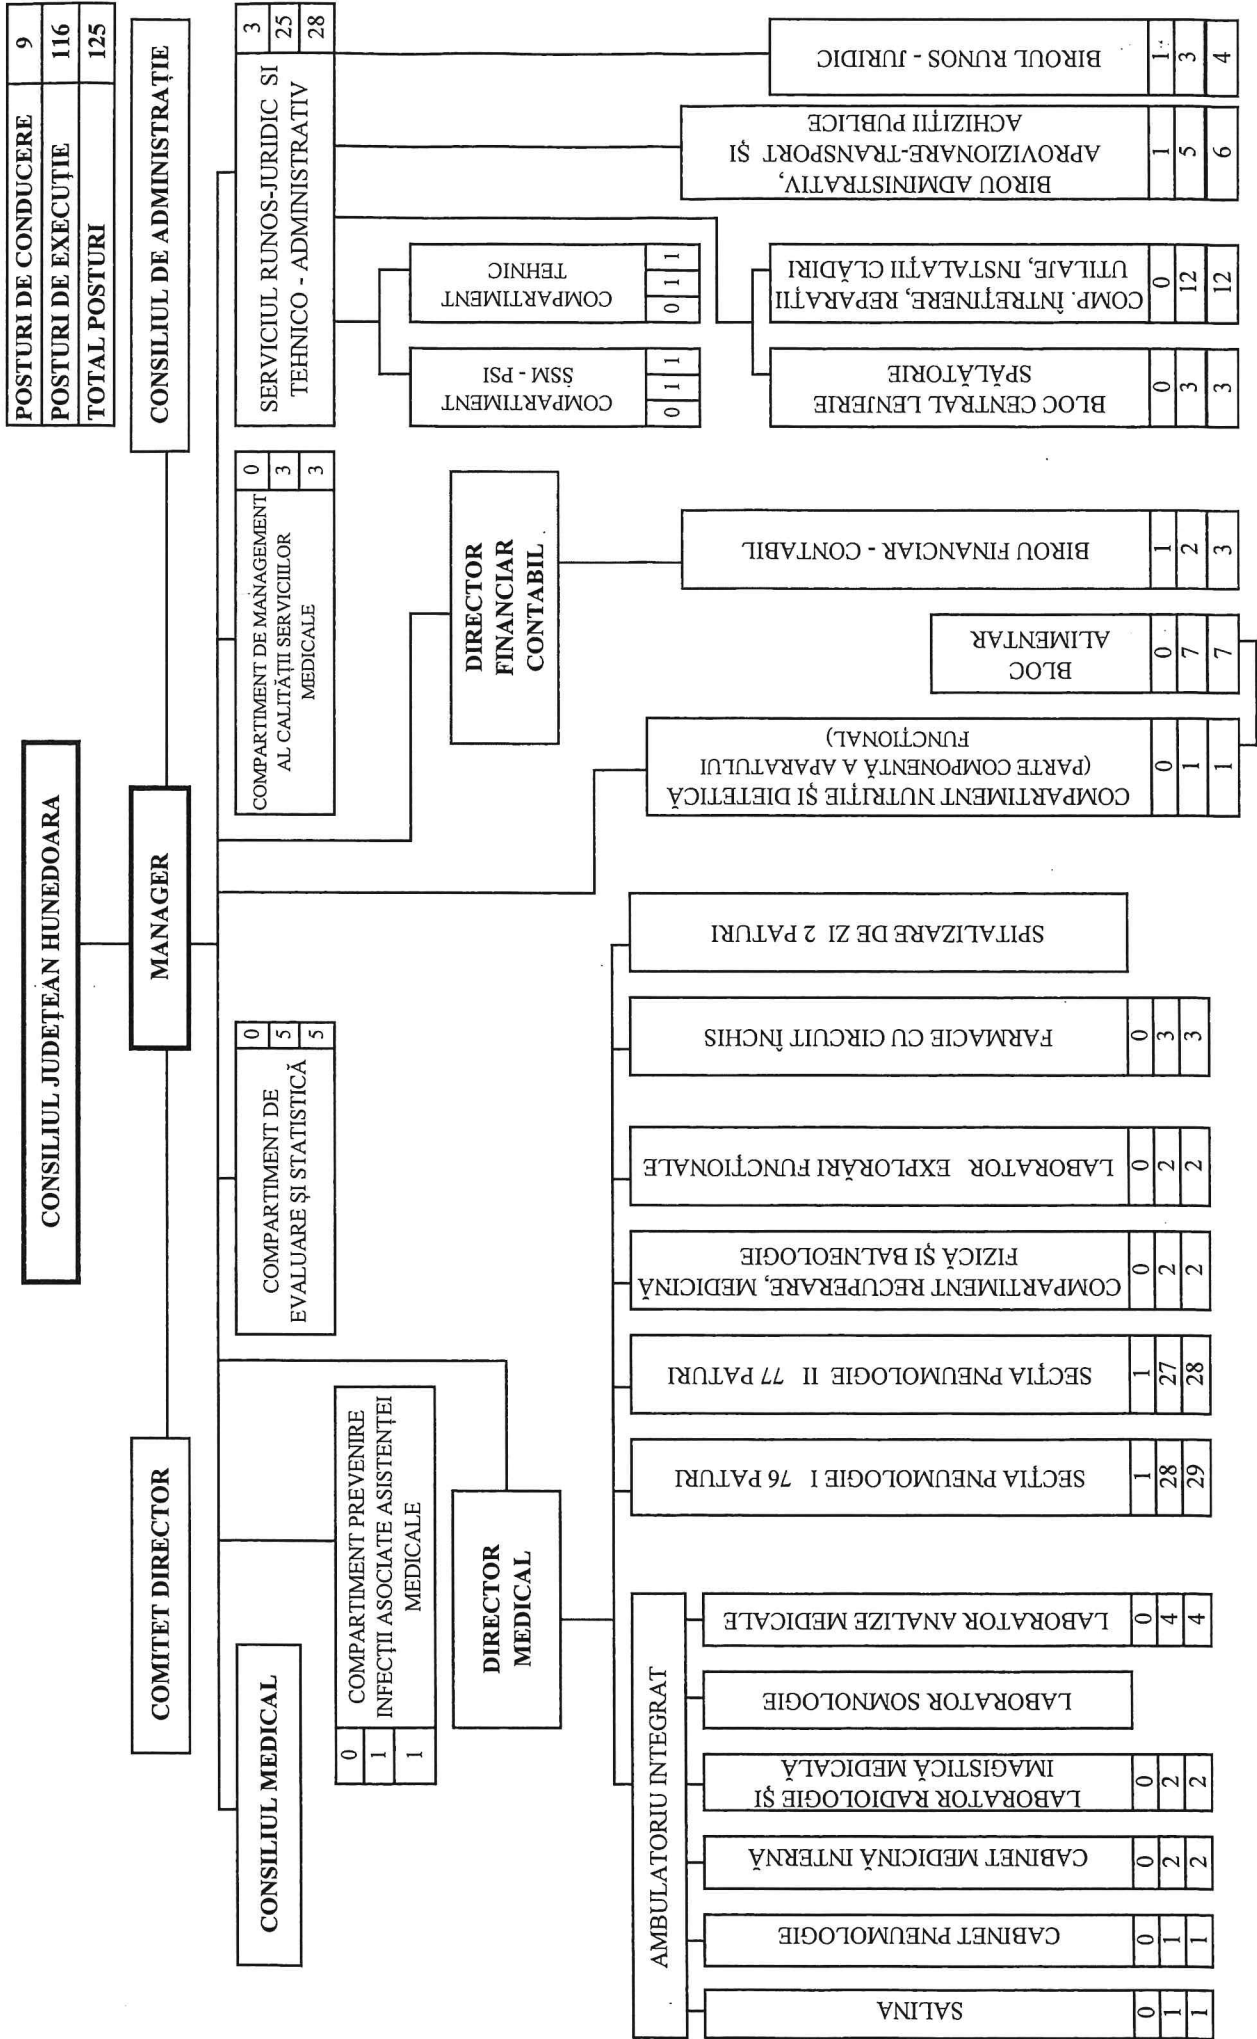 POSTURI DE CONDUCERE 9
POSTURI DE EXECUȚIE 116
TOTAL POSTURI 125
CONSILIUL JUDEȚEAN HUNEDOARA
COMITET DIRECTOR
MANAGER
CONSILIUL DE ADMINISTRAȚIE
CONSILIUL MEDICAL
COMPARTIMENT PREVENIRE
INFECȚII ASOCIATE ASISTENȚEI
MEDICALE
0
1
1
COMPARTIMENT DE
EVALUARE ȘI STATISTICĂ
0
5
5
COMPARTIMENT DE MANAGEMENT
AL CALITĂȚII SERVICIILOR
MEDICALE
0
3
3
SERVICIUL RUNOS-JURIDIC SI
TEHNICO - ADMINISTRATIV
3
25
28
DIRECTOR
MEDICAL
DIRECTOR
FINANCIAR
CONTABIL
COMPARTIMENT
SSM - PSI
0
1
1
COMPARTIMENT
TEHNIC
0
1
1
AMBULATORIU INTEGRAT
SALINA
0
1
1
CABINET PNEUMOLOGIE
0
1
1
CABINET MEDICINĂ INTERNĂ
0
2
2
LABORATOR RADIOLOGIE ȘI
IMAGISTICĂ MEDICALĂ
0
2
2
LABORATOR SOMNOLOGIE
LABORATOR ANALIZE MEDICALE
0
4
4
SECȚIA PNEUMOLOGIE I 76 PATURI
1
28
29
SECȚIA PNEUMOLOGIE II 77 PATURI
1
27
28
COMPARTIMENT RECUPERARE, MEDICINĂ
FIZICĂ ȘI BALNEOLOGIE
0
2
2
LABORATOR EXPLORĂRI FUNCȚIONALE
0
2
2
FARMACIE CU CIRCUIT ÎNCHIS
0
3
3
SPITALIZARE DE ZI 2 PATURI
COMPARTIMENT NUTRIȚIE ȘI DIETETICĂ
(PARTE COMPONENTĂ A APARATULUI
FUNCȚIONAL)
0
1
1
BLOC
ALIMENTAR
0
7
7
BIROU FINANCIAR - CONTABIL
1
2
3
BLOC CENTRAL LENJERIE
SPĂLĂTORIE
0
3
3
COMP. ÎNTREȚINERE, REPARAȚII
UTILAJE, INSTALAȚII CLĂDIRI
0
12
12
BIROU ADMINISTRATIV,
APROVIZIONARE-TRANSPORT ȘI
ACHIZIȚII PUBLICE
1
5
6
BIROUL RUNOS - JURIDIC
1
3
4